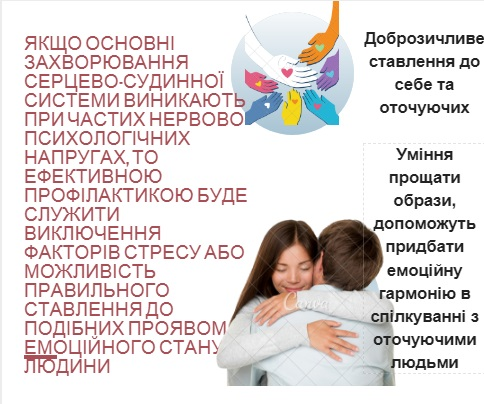 ЯКЩО ОСНОВНІ
ЗАХВОРЮВАННЯ
СЕРЦЕВО-СУДИННОЇ
СИСТЕМИ ВИНИКАЮТЬ
ПРИ ЧАСТИХ НЕРВОВО
ПСИХОЛОГІЧНИХ
НАПРУГАХ, ТО
ЕФЕКТИВНОЮ
ПРОФІЛАКТИКОЮ БУДЕ
СЛУЖИТИ
ВИКЛЮЧЕННЯ
ФАКТОРІВ СТРЕСУ АБО
МОЖЛИВІСТЬ
ПРАВИЛЬНОГО
СТАВЛЕННЯ ДО
ПОДІБНИХ ПРОЯВОМ
ЕМОЦІЙНОГО СТАНУ
ЛЮДИНИ
Доброзичливе
ставлення до
себе та
оточуючих
Уміння
прощати
образи,
допоможуть
придбати
емоційну
гармонію в
спілкуванні з
оточуючими
людьми
Canva